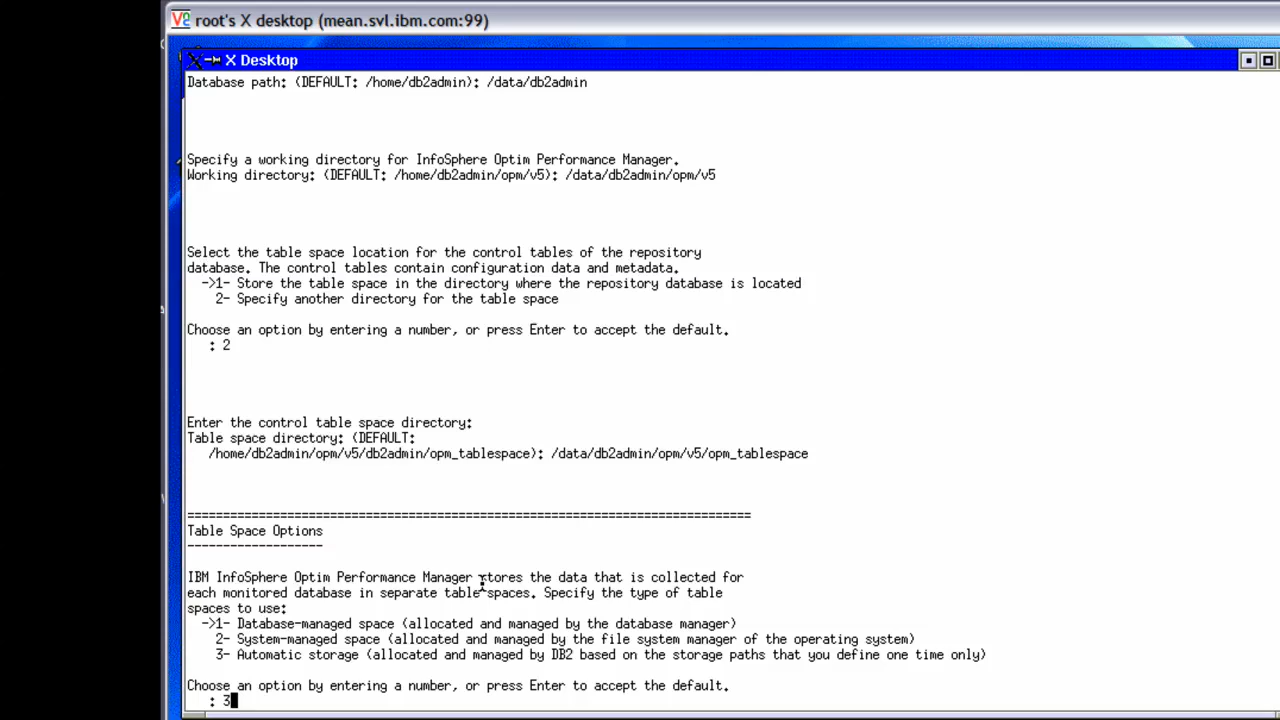 root's X desktop (mean.svl.ibm.com:99)
X Desktop
Database path: (DEFAULT: /home/db2admin): /data/db2admin
Specify a working directory for InfoSphere Optim Performance Manager.
Working directory: (DEFAULT: /home/db2admin/opm/v5): /data/db2admin/opm/v5
Select the table space location for the control tables of the repository
database. The control tables contain configuration data and metadata.
->1- Store the table space in the directory where the repository database is located
2- Specify another directory for the table space
Choose an option by entering a number, or press Enter to accept the default.
: 2
Enter the control table space directory:
Table space directory: (DEFAULT:
/home/db2admin/opm/v5/db2admin/opm_tablespace): /data/db2admin/opm/v5/opm_tablespace
===============================================================================
Table Space Options
-------------------
IBM InfoSphere Optim Performance Manager stores the data that is collected for
each monitored database in separate table spaces. Specify the type of table
spaces to use:
->1- Database-managed space (allocated and managed by the database manager)
2- System-managed space (allocated and managed by the file system manager of the operating system)
3- Automatic storage (allocated and managed by DB2 based on the storage paths that you define one time only)
Choose an option by entering a number, or press Enter to accept the default.
: 3